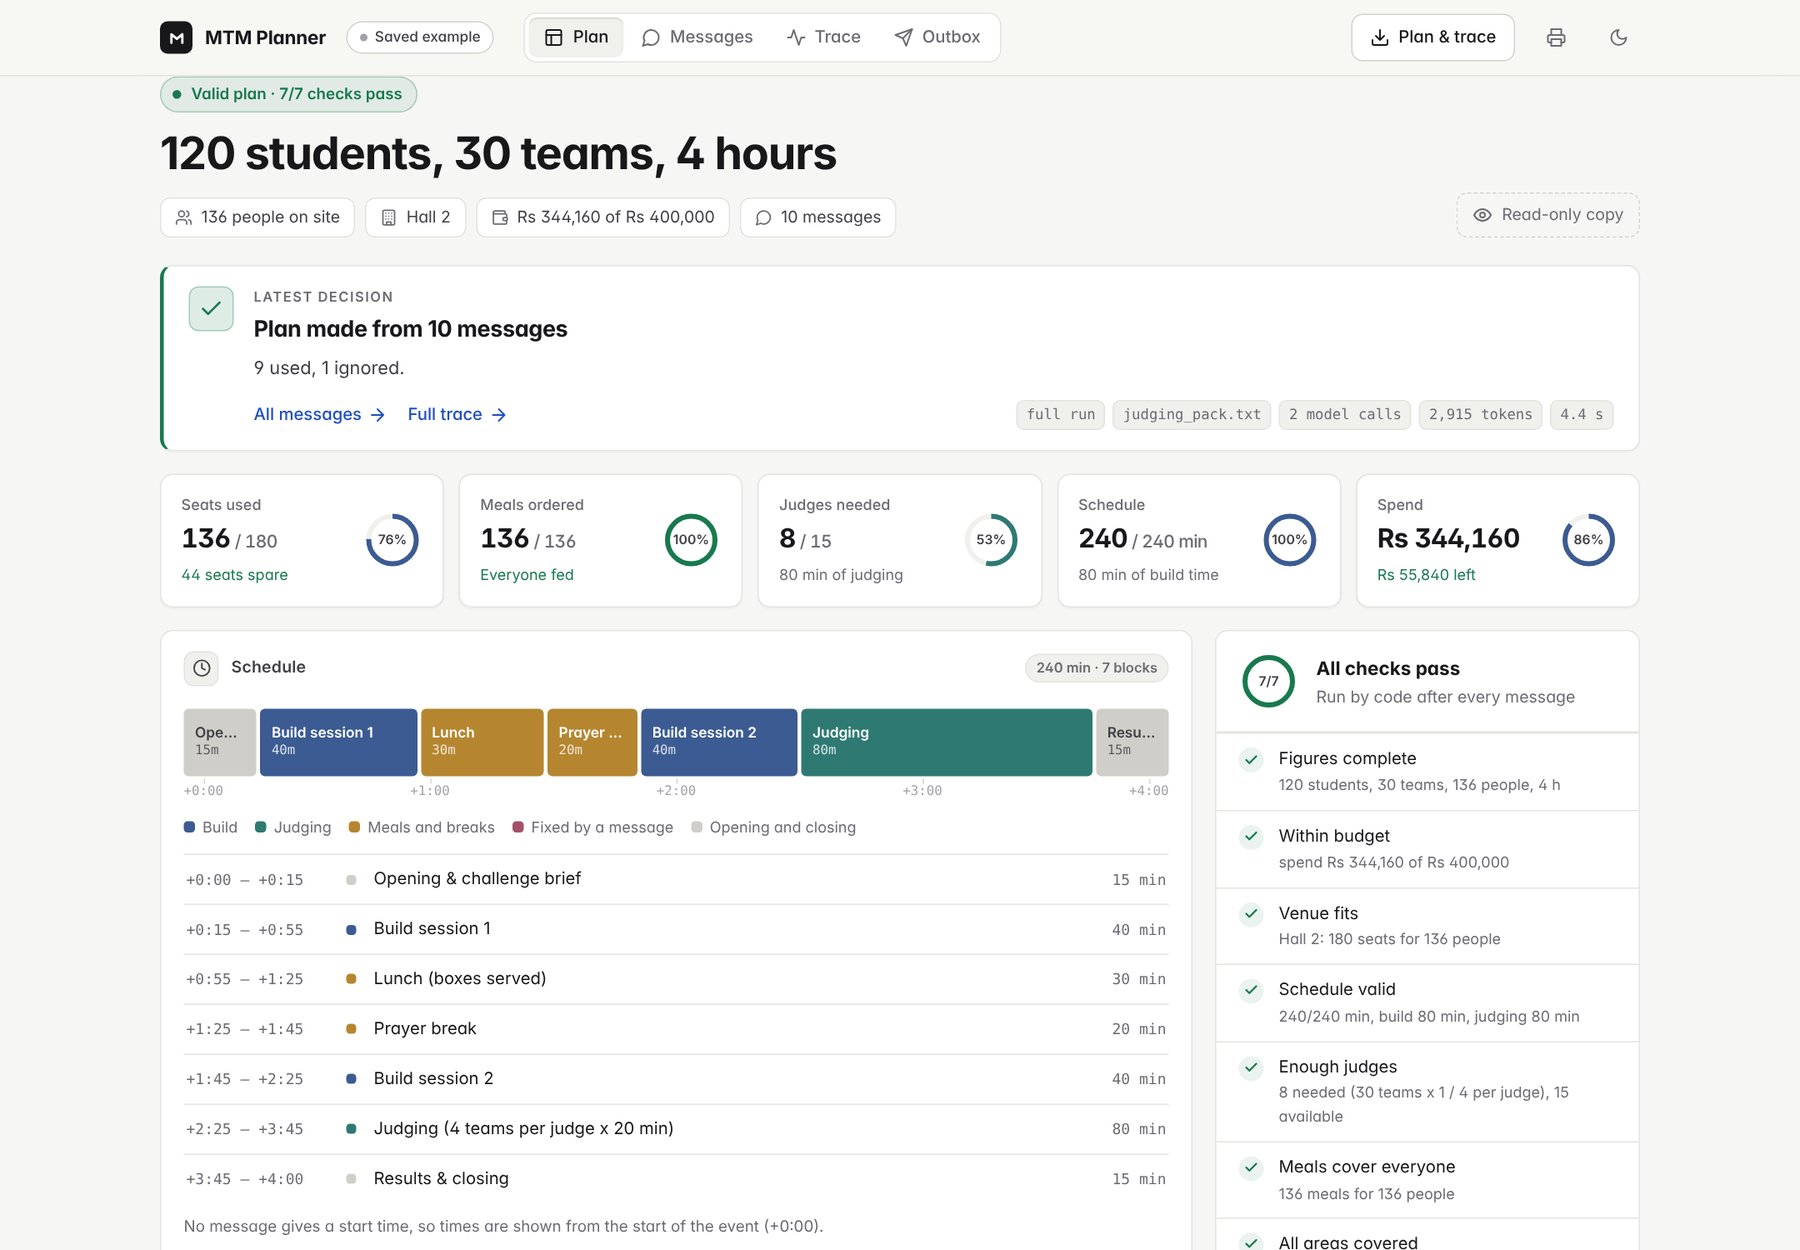 MTM Planner
Saved example
Plan
Messages
Trace
Outbox
Plan & trace
Valid plan · 7/7 checks pass
120 students, 30 teams, 4 hours
136 people on site
Hall 2
Rs 344,160 of Rs 400,000
10 messages
Read-only copy
LATEST DECISION
Plan made from 10 messages
9 used, 1 ignored.
All messages →
Full trace →
full run
judging_pack.txt
2 model calls
2,915 tokens
4.4 s
Seats used
136 / 180
44 seats spare
76%
Meals ordered
136 / 136
Everyone fed
100%
Judges needed
8 / 15
80 min of judging
53%
Schedule
240 / 240 min
80 min of build time
100%
Spend
Rs 344,160
Rs 55,840 left
86%
Schedule
240 min · 7 blocks
Ope...
15m
Build session 1
40m
Lunch
30m
Prayer ...
20m
Build session 2
40m
Judging
80m
Resu...
15m
+0:00
+1:00
+2:00
+3:00
+4:00
Build
Judging
Meals and breaks
Fixed by a message
Opening and closing
+0:00 – +0:15 Opening & challenge brief 15 min
+0:15 – +0:55 Build session 1 40 min
+0:55 – +1:25 Lunch (boxes served) 30 min
+1:25 – +1:45 Prayer break 20 min
+1:45 – +2:25 Build session 2 40 min
+2:25 – +3:45 Judging (4 teams per judge x 20 min) 80 min
+3:45 – +4:00 Results & closing 15 min
No message gives a start time, so times are shown from the start of the event (+0:00).
7/7
All checks pass
Run by code after every message
Figures complete
120 students, 30 teams, 136 people, 4 h
Within budget
spend Rs 344,160 of Rs 400,000
Venue fits
Hall 2: 180 seats for 136 people
Schedule valid
240/240 min, build 80 min, judging 80 min
Enough judges
8 needed (30 teams x 1 / 4 per judge), 15
available
Meals cover everyone
136 meals for 136 people
All areas covered